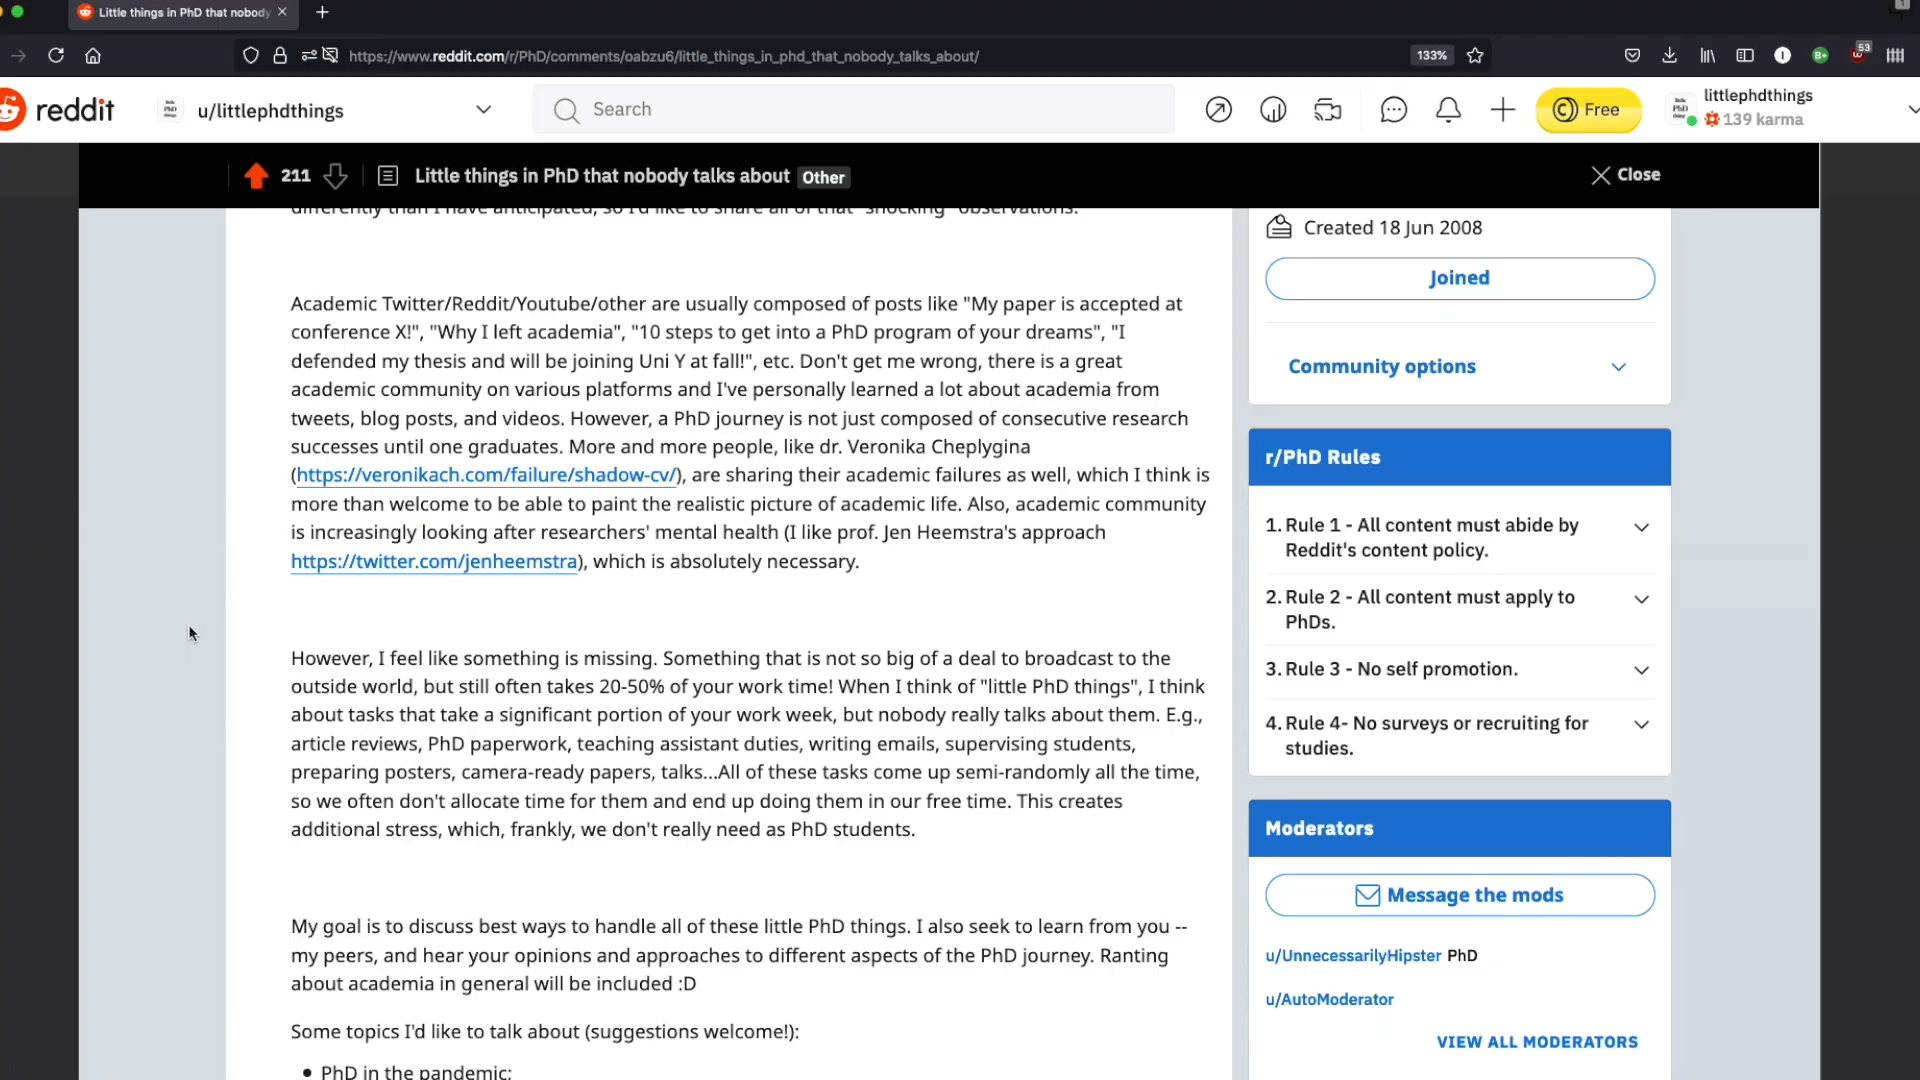 Little things in PhD that nobody
https://www.reddit.com/r/PhD/comments/oabzu6/little_things_in_phd_that_nobody_talks_about/
133%
53
reddit
u/littlephdthings
Search
Free
littlephdthings
139 karma
211
Little things in PhD that nobody talks about
Other
Close
differently than I have anticipated, so I'd like to share all of that "shocking" observations.
Academic Twitter/Reddit/Youtube/other are usually composed of posts like "My paper is accepted at
conference X!", "Why I left academia", "10 steps to get into a PhD program of your dreams", "I
defended my thesis and will be joining Uni Y at fall!", etc. Don't get me wrong, there is a great
academic community on various platforms and I've personally learned a lot about academia from
tweets, blog posts, and videos. However, a PhD journey is not just composed of consecutive research
successes until one graduates. More and more people, like dr. Veronika Cheplygina
(https://veronikach.com/failure/shadow-cv/), are sharing their academic failures as well, which I think is
more than welcome to be able to paint the realistic picture of academic life. Also, academic community
is increasingly looking after researchers' mental health (I like prof. Jen Heemstra's approach
https://twitter.com/jenheemstra), which is absolutely necessary.
However, I feel like something is missing. Something that is not so big of a deal to broadcast to the
outside world, but still often takes 20-50% of your work time! When I think of "little PhD things", I think
about tasks that take a significant portion of your work week, but nobody really talks about them. E.g.,
article reviews, PhD paperwork, teaching assistant duties, writing emails, supervising students,
preparing posters, camera-ready papers, talks...All of these tasks come up semi-randomly all the time,
so we often don't allocate time for them and end up doing them in our free time. This creates
additional stress, which, frankly, we don't really need as PhD students.
My goal is to discuss best ways to handle all of these little PhD things. I also seek to learn from you --
my peers, and hear your opinions and approaches to different aspects of the PhD journey. Ranting
about academia in general will be included :D
Some topics I'd like to talk about (suggestions welcome!):
• PhD in the pandemic;
Created 18 Jun 2008
Joined
Community options
r/PhD Rules
1. Rule 1 - All content must abide by
Reddit's content policy.
2. Rule 2 - All content must apply to
PhDs.
3. Rule 3 - No self promotion.
4. Rule 4- No surveys or recruiting for
studies.
Moderators
Message the mods
u/UnnecessarilyHipster PhD
u/AutoModerator
VIEW ALL MODERATORS